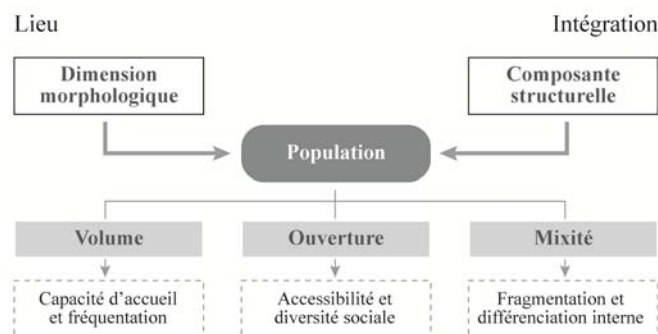 Lieu
Intégration
Dimension
morphologique
Composante
structurelle
Population
Volume
Ouverture
Mixité
Capacité d’accueil
et fréquentation
Accessibilité et
diversité sociale
Fragmentation et
différenciation interne